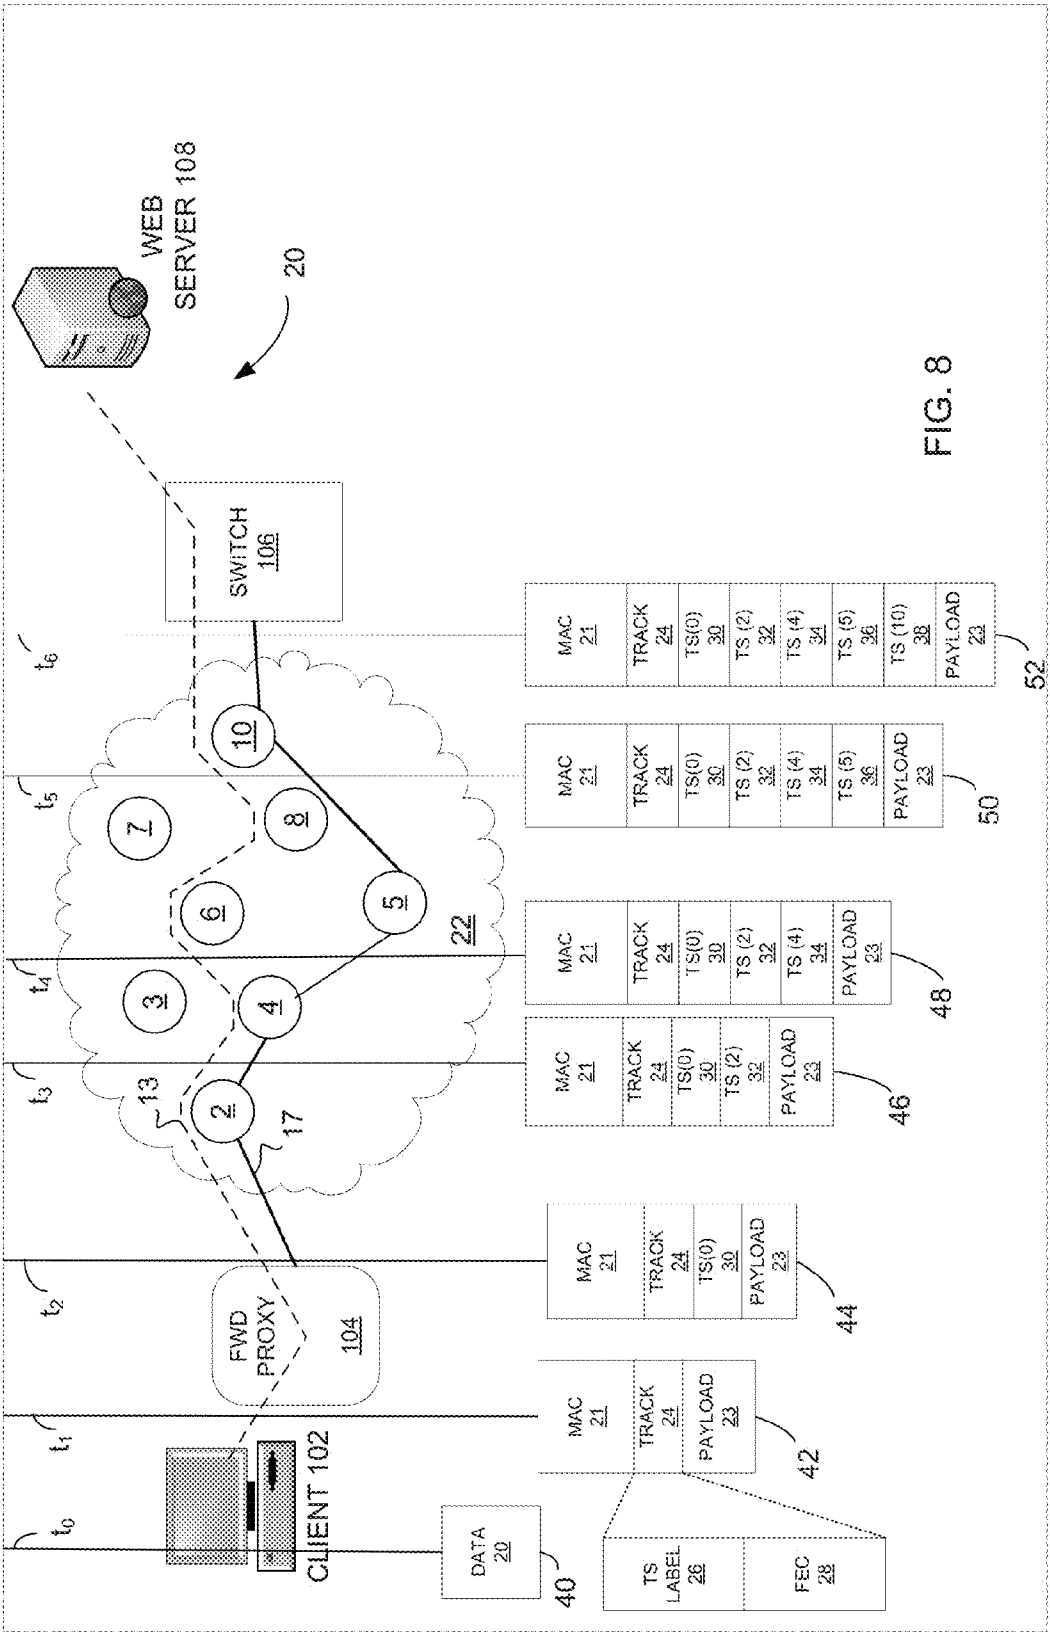 t0
t1
t2
t3
t4
t5
t6
CLIENT 102
FWD
PROXY
104
13
17
2
3
4
5
6
7
8
10
22
SWITCH
106
WEB
SERVER 108
20
DATA
20
40
TS
LABEL
26
FEC
28
MAC
21
TRACK
24
PAYLOAD
23
42
MAC
21
TRACK
24
TS(0)
30
PAYLOAD
23
44
MAC
21
TRACK
24
TS(0)
30
TS (2)
32
PAYLOAD
23
46
MAC
21
TRACK
24
TS(0)
30
TS (2)
32
TS (4)
34
PAYLOAD
23
48
MAC
21
TRACK
24
TS(0)
30
TS (2)
32
TS (4)
34
TS (5)
36
PAYLOAD
23
50
MAC
21
TRACK
24
TS(0)
30
TS (2)
32
TS (4)
34
TS (5)
36
TS (10)
38
PAYLOAD
23
52
FIG. 8